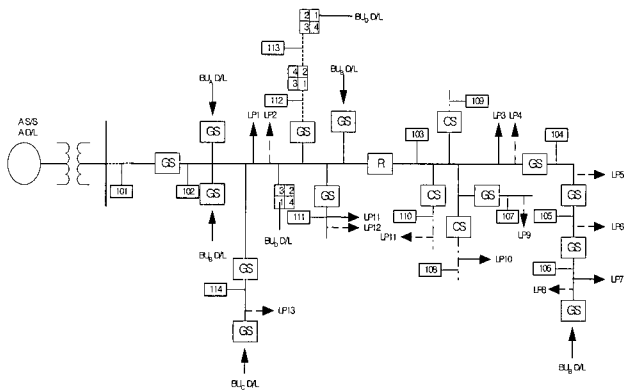 2 1
3 4
BU_D D/L
113
4 2
3 1
112
BU_A D/L
BU_B D/L
109
A S/S
A D/L
GS
LP1
LP2
GS
GS
CS
103
LP3
LP4
104
GS
R
GS
101
102
GS
3 2
1 4
GS
CS
GS
GS
LP5
111
LP11
LP12
110
107
105
LP9
LP11
CS
LP6
BU_B D/L
BU_D D/L
GS
GS
108
LP10
106
114
LP7
LP8
LP13
GS
GS
BU_C D/L
BU_B D/L